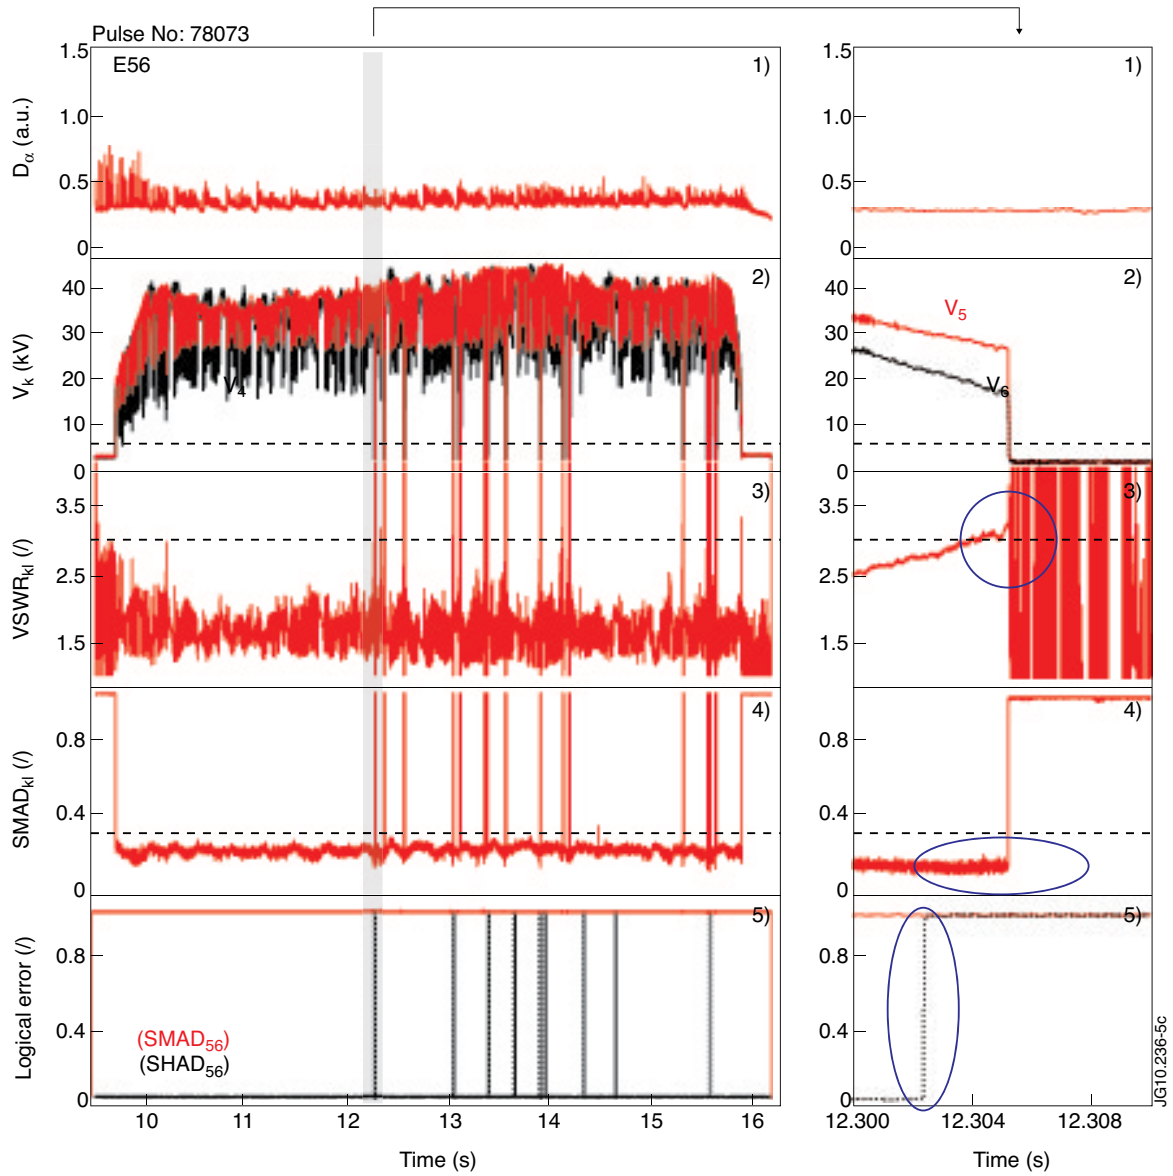 Pulse No: 78073
E56
1)
1)
1.5
1.0
0.5
0
Dα (a.u.)
1.5
1.0
0.5
0
2)
2)
40
30
20
10
0
Vk (kV)
V4
40
30
20
10
0
V5
V6
3)
3)
3.5
2.5
1.5
VSWRkl (/)
3.5
2.5
1.5
4)
4)
0.8
0.4
0
SMADkl (/)
0.8
0.4
0
5)
5)
0.8
0.4
0
Logical error (/)
(SMAD56)
(SHAD56)
0.8
0.4
0
10 11 12 13 14 15 16
Time (s)
12.300 12.304 12.308
Time (s)
JG10.236-5c